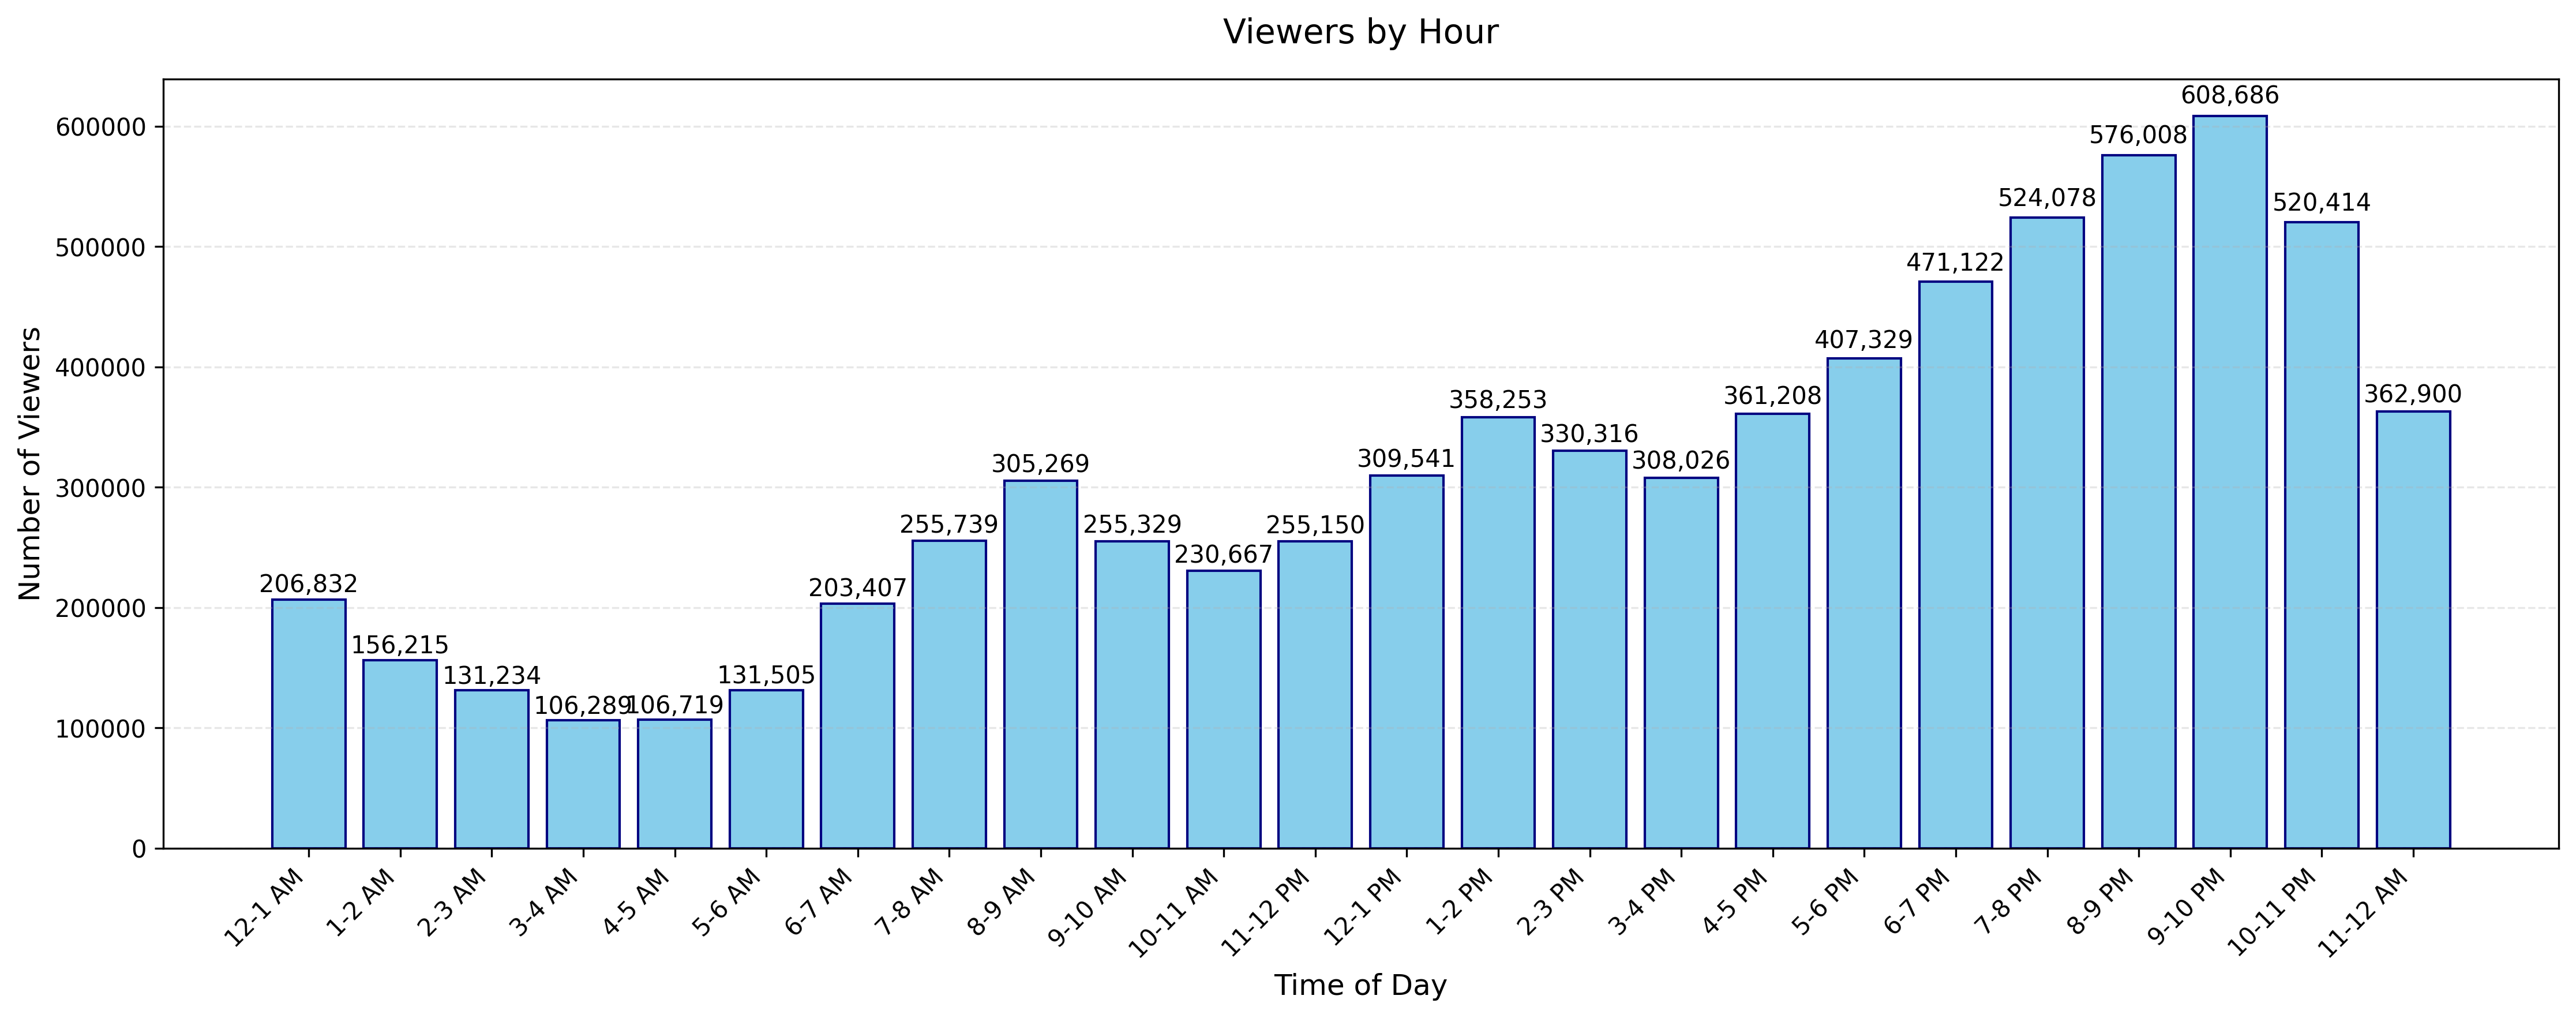 Viewers by Hour
Number of Viewers
600000
500000
400000
300000
200000
100000
0
206,832
156,215
131,234
106,289
106,719
131,505
203,407
255,739
305,269
255,329
230,667
255,150
309,541
358,253
330,316
308,026
361,208
407,329
471,122
524,078
576,008
608,686
520,414
362,900
12-1 AM
1-2 AM
2-3 AM
3-4 AM
4-5 AM
5-6 AM
6-7 AM
7-8 AM
8-9 AM
9-10 AM
10-11 AM
11-12 PM
12-1 PM
1-2 PM
2-3 PM
3-4 PM
4-5 PM
5-6 PM
6-7 PM
7-8 PM
8-9 PM
9-10 PM
10-11 PM
11-12 AM
Time of Day